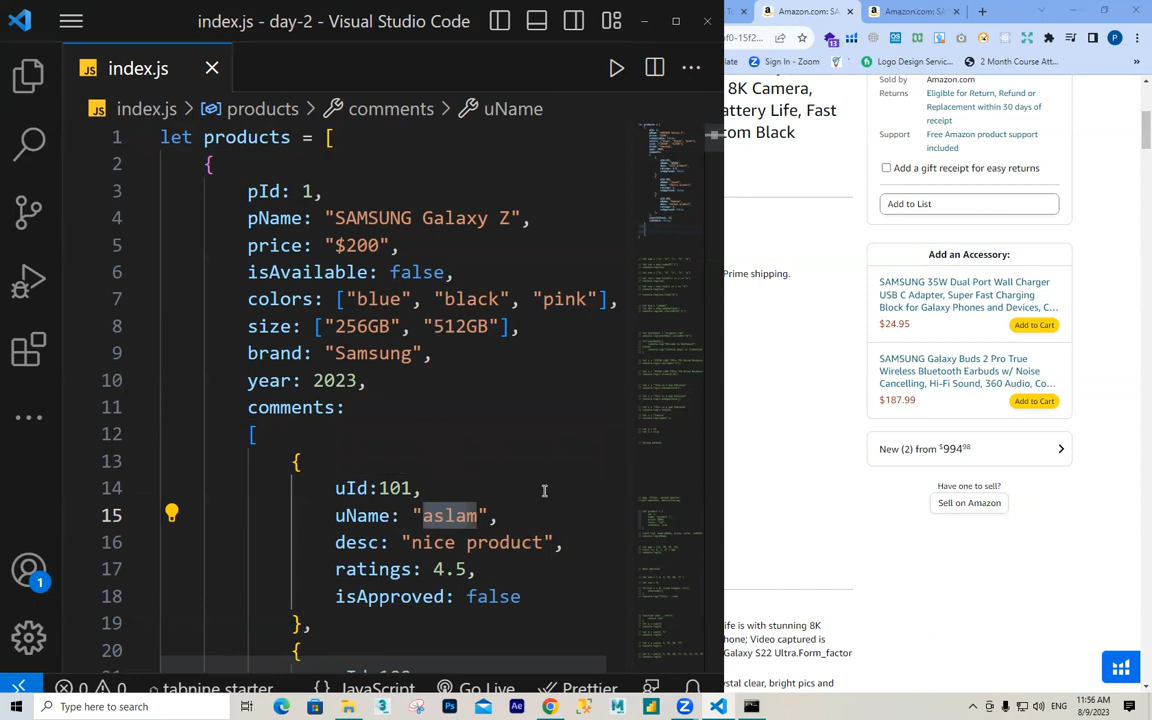 index.js - day-2 - Visual Studio Code
index.js
index.js > products > comments > uName
1 let products = [
2 {
3 pId: 1,
4 pName: "SAMSUNG Galaxy Z",
5 price: "$200",
6 isAvailable: false,
7 colors: ["blue", "black", "pink"],
8 size: ["256GB", "512GB"],
9 brand: "Samsung",
10 year: 2023,
11 comments:
12 [
13 {
14 uId:101,
15 uName: "aslam",
16 desc: "nice product",
17 ratings: 4.5,
18 isApproved: false
19 },
20 {
0 0 tabnine starter {} JavaScript Go Live Prettier
1
Type here to search
Amazon.com: SA
Amazon.com: SA
f0-15f2...
late Sign In - Zoom Logo Design Servic... 2 Month Course Att...
8K Camera,
attery Life, Fast
om Black
Prime shipping.
Sold by Amazon.com
Returns Eligible for Return, Refund or
Replacement within 30 days of
receipt
Support Free Amazon product support
included
Add a gift receipt for easy returns
Add to List
Add an Accessory:
SAMSUNG 35W Dual Port Wall Charger
USB C Adapter, Super Fast Charging
Block for Galaxy Phones and Devices, C...
$24.95 Add to Cart
SAMSUNG Galaxy Buds 2 Pro True
Wireless Bluetooth Earbuds w/ Noise
Cancelling, Hi-Fi Sound, 360 Audio, Co...
$187.99 Add to Cart
New (2) from $994.98
Have one to sell?
Sell on Amazon
ife is with stunning 8K
hone; Video captured is
Galaxy S22 Ultra.Form_factor
ystal clear, bright pics and
ENG
11:56 AM
8/9/2023